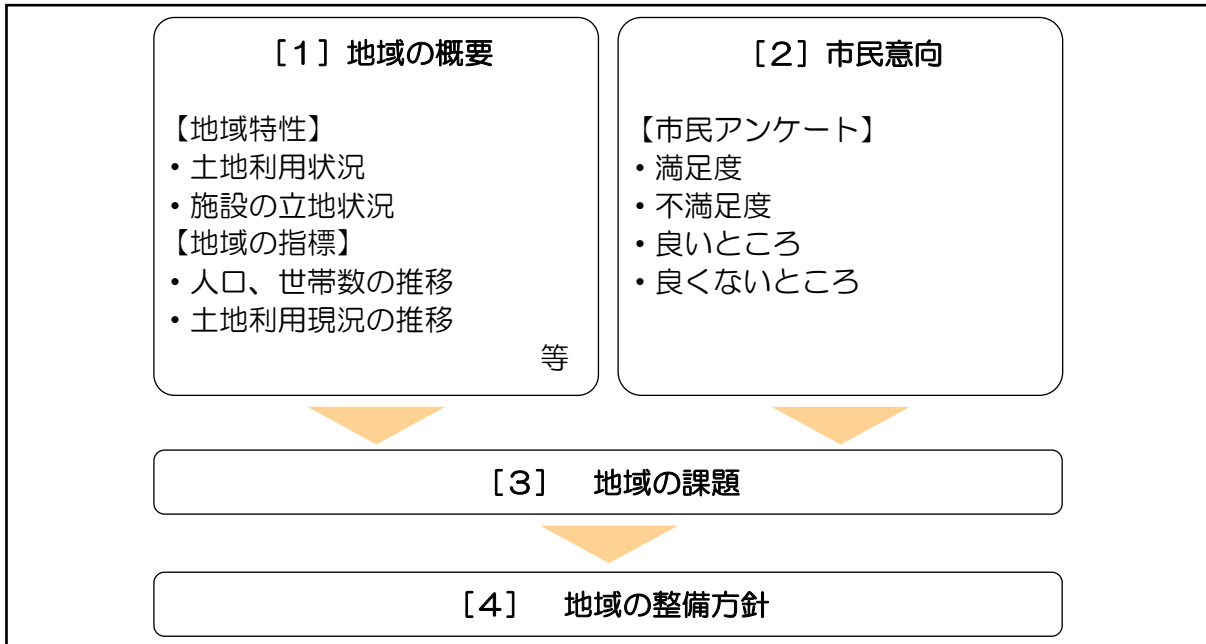 ［１］地域の概要
【地域特性】
・土地利用状況
・施設の立地状況
【地域の指標】
・人口、世帯数の推移
・土地利用現況の推移
等
［２］市民意向
【市民アンケート】
・満足度
・不満足度
・良いところ
・良くないところ
［３］　地域の課題
［４］　地域の整備方針